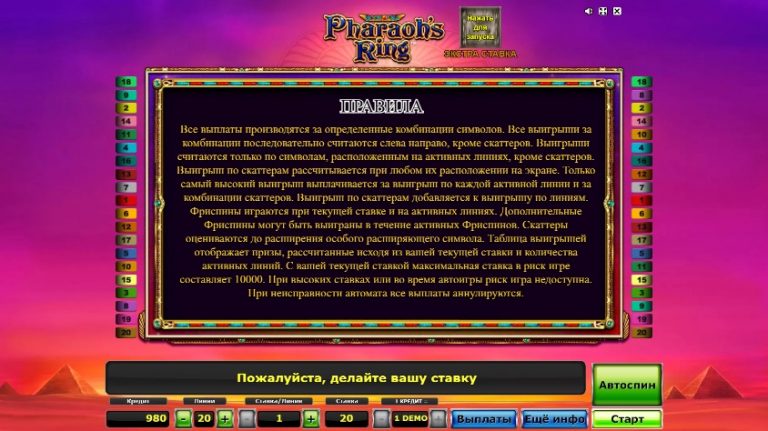 Pharaoh's
Ring
Нажать
для
запуска
ЭКСТРА СТАВКА
ПРАВИЛА
Все выплаты производятся за определенные комбинации символов. Все выигрыши за
комбинации последовательно считаются слева направо, кроме скаттеров. Выигрыши
считаются только по символам, расположенным на активных линиях, кроме скаттеров.
Выигрыш по скаттерам рассчитывается при любом их расположении на экране. Только
самый высокий выигрыш выплачивается за выигрыш по каждой активной линии и за
комбинации скаттеров. Выигрыш по скаттерам добавляется к выигрышу по линиям.
Фриспины играются при текущей ставке и на активных линиях. Дополнительные
Фриспины могут быть выиграны в течение активных Фриспинов. Скаттеры
оцениваются до расширения особого расширяющего символа. Таблица выигрышей
отображает призы, рассчитанные исходя из вашей текущей ставки и количества
активных линий. С вашей текущей ставкой максимальная ставка в риск игре
составляет 10000. При высоких ставках или во время автоигры риск игра недоступна.
При неисправности автомата все выплаты аннулируются.
18
9
2
14
11
4
16
13
7
1
6
12
17
5
10
15
3
8
19
20
18
8
2
14
10
4
16
12
7
1
6
13
17
5
11
15
3
9
19
20
Пожалуйста, делайте вашу ставку
Автоспин
Кредит
Линии
Ставка/Линия
Ставка
1 КРЕДИТ =
980
-
20
+
1
+
20
1 DEMO
Выплаты
Ещё инфо
Старт